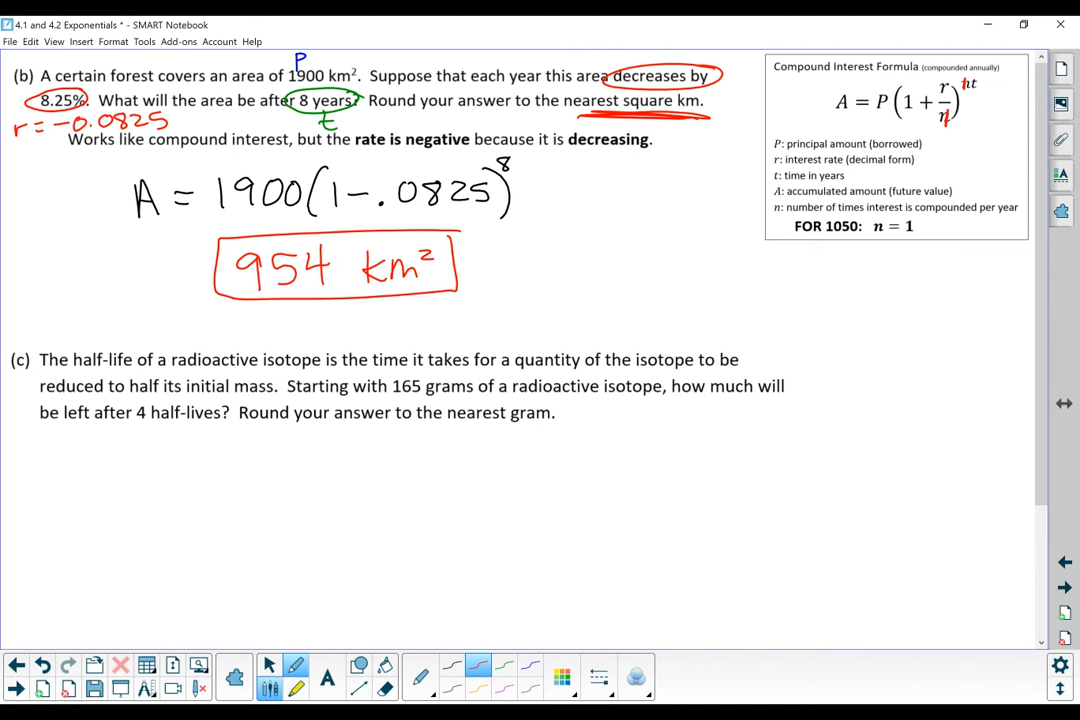 4.1 and 4.2 Exponentials * - SMART Notebook
File Edit View Insert Format Tools Add-ons Account Help
P
(b) A certain forest covers an area of 1900 km². Suppose that each year this area decreases by
8.25%. What will the area be after 8 years? Round your answer to the nearest square km.
r = -0.0825
t
Works like compound interest, but the rate is negative because it is decreasing.
A = 1900(1-.0825)⁸
954 km²
Compound Interest Formula (compounded annually)
A = P(1 + r/n)^nt
1
P: principal amount (borrowed)
r: interest rate (decimal form)
t: time in years
A: accumulated amount (future value)
n: number of times interest is compounded per year
FOR 1050: n = 1
(c) The half-life of a radioactive isotope is the time it takes for a quantity of the isotope to be
reduced to half its initial mass. Starting with 165 grams of a radioactive isotope, how much will
be left after 4 half-lives? Round your answer to the nearest gram.